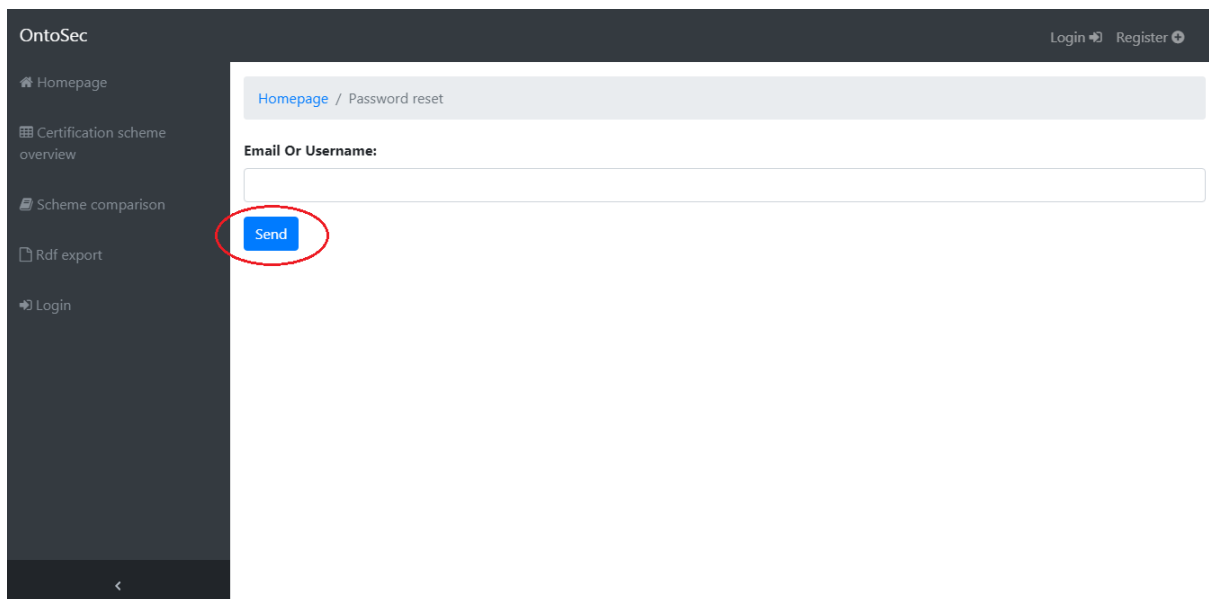 OntoSec
Login Register
Homepage
Certification scheme
overview
Scheme comparison
Rdf export
Login
Homepage / Password reset
Email Or Username:
Send